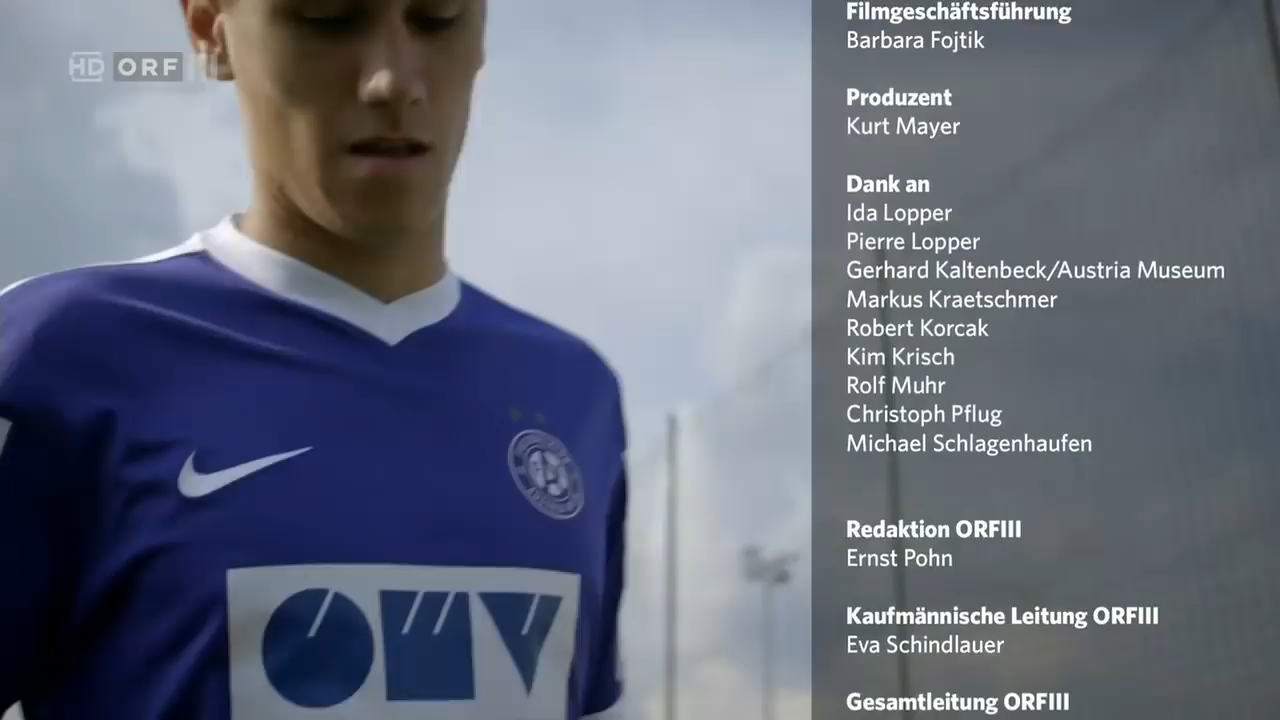 HD ORF III
OMV
Filmgeschäftsführung
Barbara Fojtik
Produzent
Kurt Mayer
Dank an
Ida Lopper
Pierre Lopper
Gerhard Kaltenbeck/Austria Museum
Markus Kraetschmer
Robert Korcak
Kim Krisch
Rolf Muhr
Christoph Pflug
Michael Schlagenhaufen
Redaktion ORFIII
Ernst Pohn
Kaufmännische Leitung ORFIII
Eva Schindlauer
Gesamtleitung ORFIII